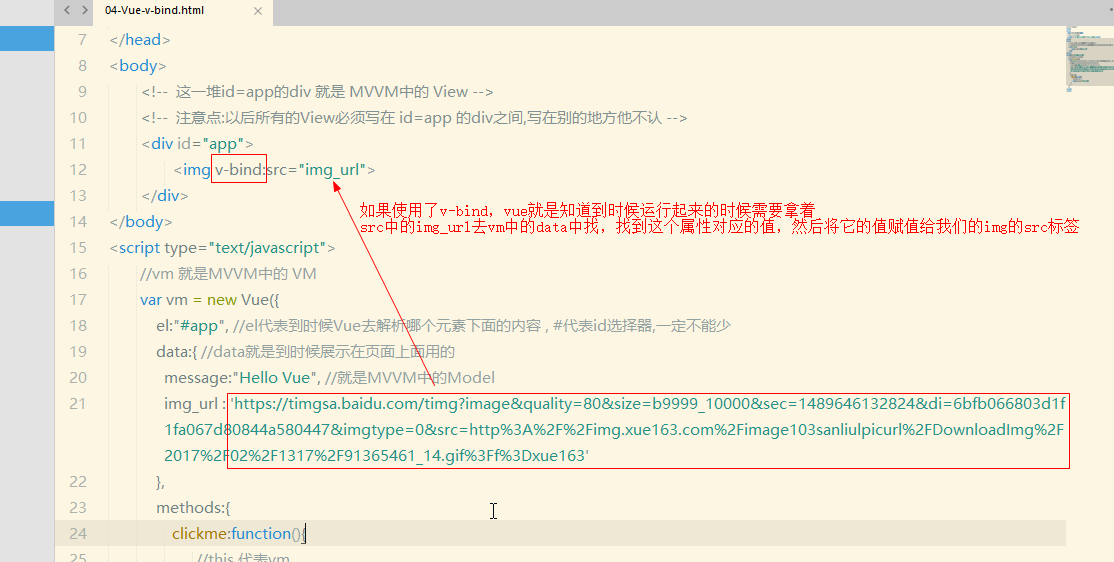 04-Vue-v-bind.html
7 </head>
8 <body>
9 <!-- 这一堆id=app的div 就是 MVVM中的 View -->
10 <!-- 注意点:以后所有的View必须写在 id=app 的div之间,写在别的地方他不认 -->
11 <div id="app">
12 <img v-bind:src="img_url">
13 </div>
如果使用了v-bind，vue就是知道到时候运行起来的时候需要拿着
14 </body>
src中的img_url去vm中的data中找，找到这个属性对应的值，然后将它的值赋值给我们的img的src标签
15 <script type="text/javascript">
16 //vm 就是MVVM中的 VM
17 var vm = new Vue({
18 el:"#app", //el代表到时候Vue去解析哪个元素下面的内容 , #代表id选择器,一定不能少
19 data:{ //data就是到时候展示在页面上面用的
20 message:"Hello Vue", //就是MVVM中的Model
21 img_url :'https://timgsa.baidu.com/timg?image&quality=80&size=b9999_10000&sec=1489646132824&di=6bfb066803d1f
1fa067d80844a580447&imgtype=0&src=http%3A%2F%2Fimg.xue163.com%2Fimage103sanliulpicurl%2FDownloadImg%2F
2017%2F02%2F1317%2F91365461_14.gif%3Ff%3Dxue163'
22 },
23 methods:{
24 clickme:function(){
25 //this 代表vm